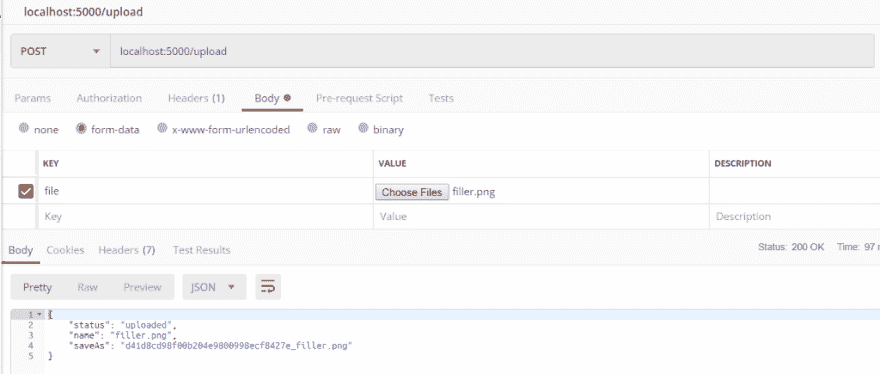 localhost:5000/upload
POST localhost:5000/upload
Params Authorization Headers (1) Body Pre-request Script Tests
none form-data x-www-form-urlencoded raw binary
KEY VALUE DESCRIPTION
file Choose Files filler.png
Key Value Description
Body Cookies Headers (7) Test Results Status: 200 OK Time: 97
Pretty Raw Preview JSON
1 {
2 "status": "uploaded",
3 "name": "filler.png",
4 "saveAs": "d41d8cd98f00b204e9800998ecf8427e_filler.png"
5 }